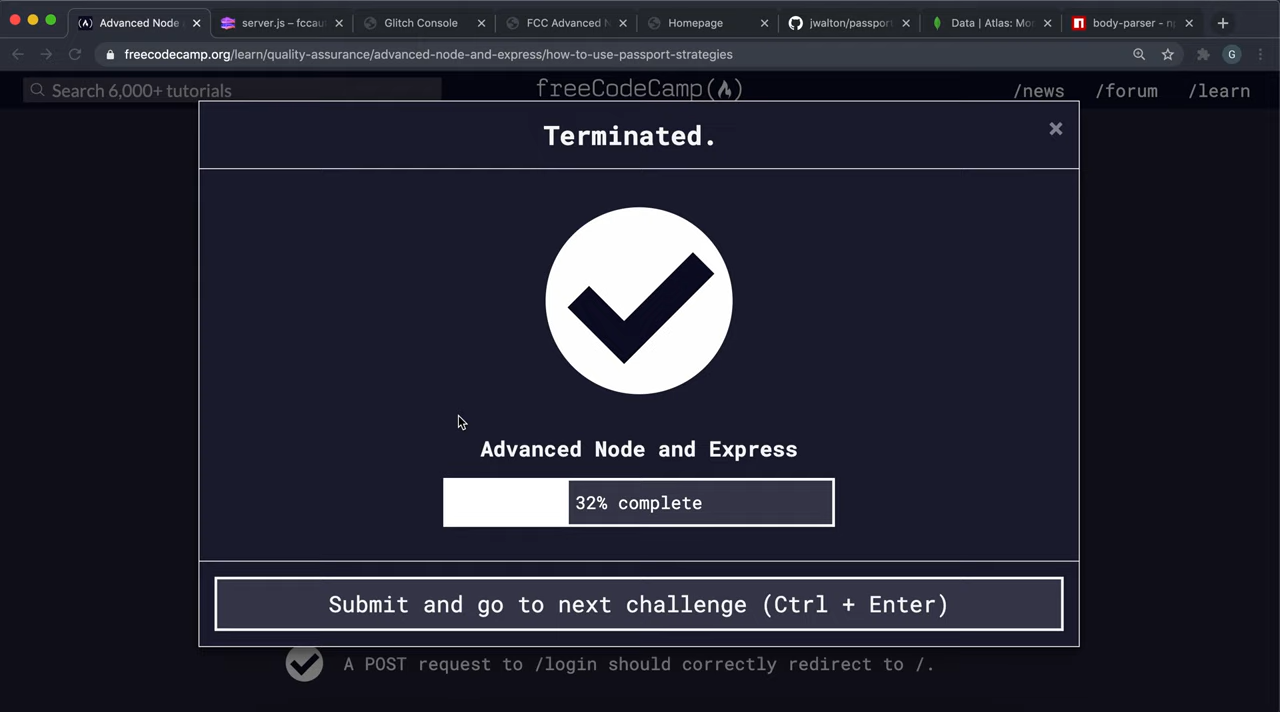 Advanced Node a
server.js – fccau
Glitch Console
FCC Advanced N
Homepage
jwalton/passport
Data | Atlas: Mor
body-parser - np
freecodecamp.org/learn/quality-assurance/advanced-node-and-express/how-to-use-passport-strategies
G
Search 6,000+ tutorials
freeCodeCamp
/news
/forum
/learn
Terminated.
Advanced Node and Express
32% complete
Submit and go to next challenge (Ctrl + Enter)
A POST request to /login should correctly redirect to /.